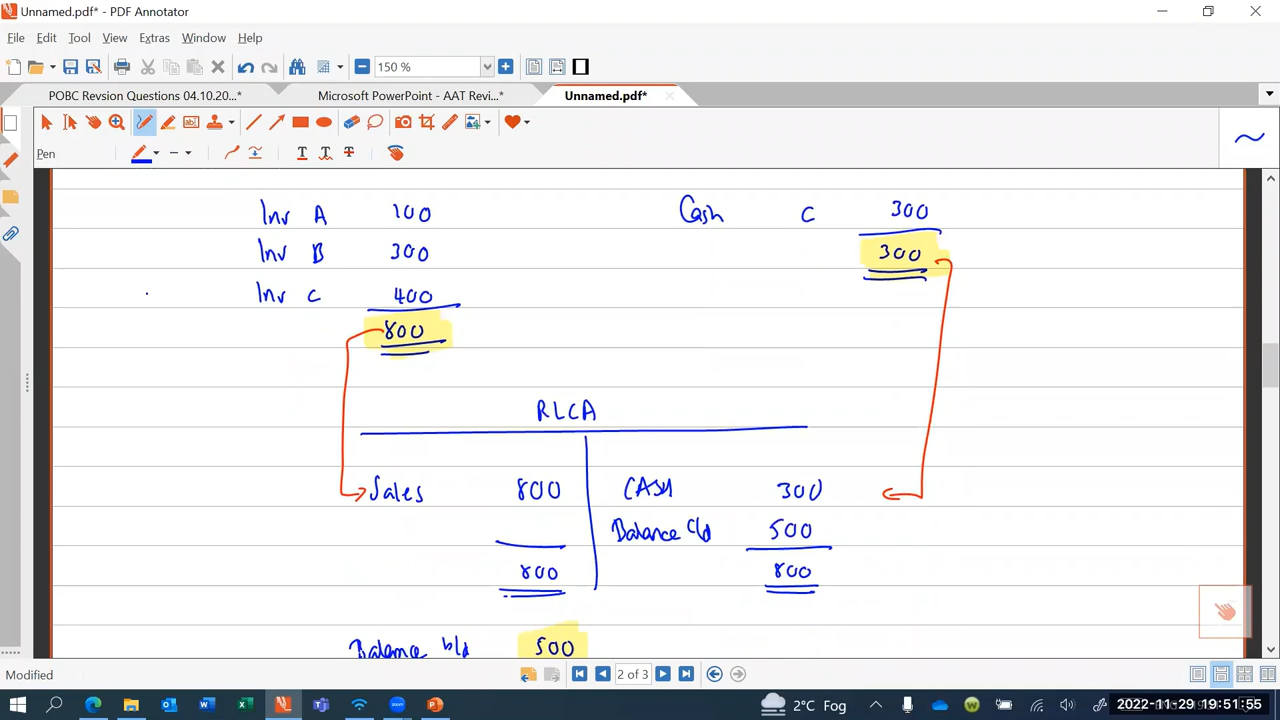 Unnamed.pdf* - PDF Annotator
File Edit Tool View Extras Window Help
150 %
POBC Revsion Questions 04.10.20...* Microsoft PowerPoint - AAT Revi...* Unnamed.pdf*
Pen
Inv A 100 Cash C 300
Inv B 300 300
Inv C 400
800
RLCA
Sales 800 CASH 300
Balance c/d 500
800 800
Balance b/d 500
Modified 2 of 3
2°C Fog 2022-11-29 19:51:55